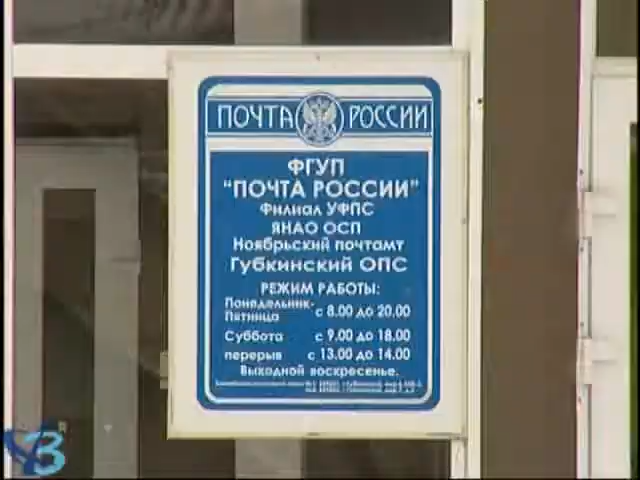 ПОЧТА РОССИИ
ФГУП
"ПОЧТА РОССИИ"
Филиал УФПС
ЯНАО ОСП
Ноябрьский почтамт
Губкинский ОПС
РЕЖИМ РАБОТЫ:
Понедельник-
Пятница с 8.00 до 20.00
Суббота с 9.00 до 18.00
перерыв с 13.00 до 14.00
Выходной воскресенье.